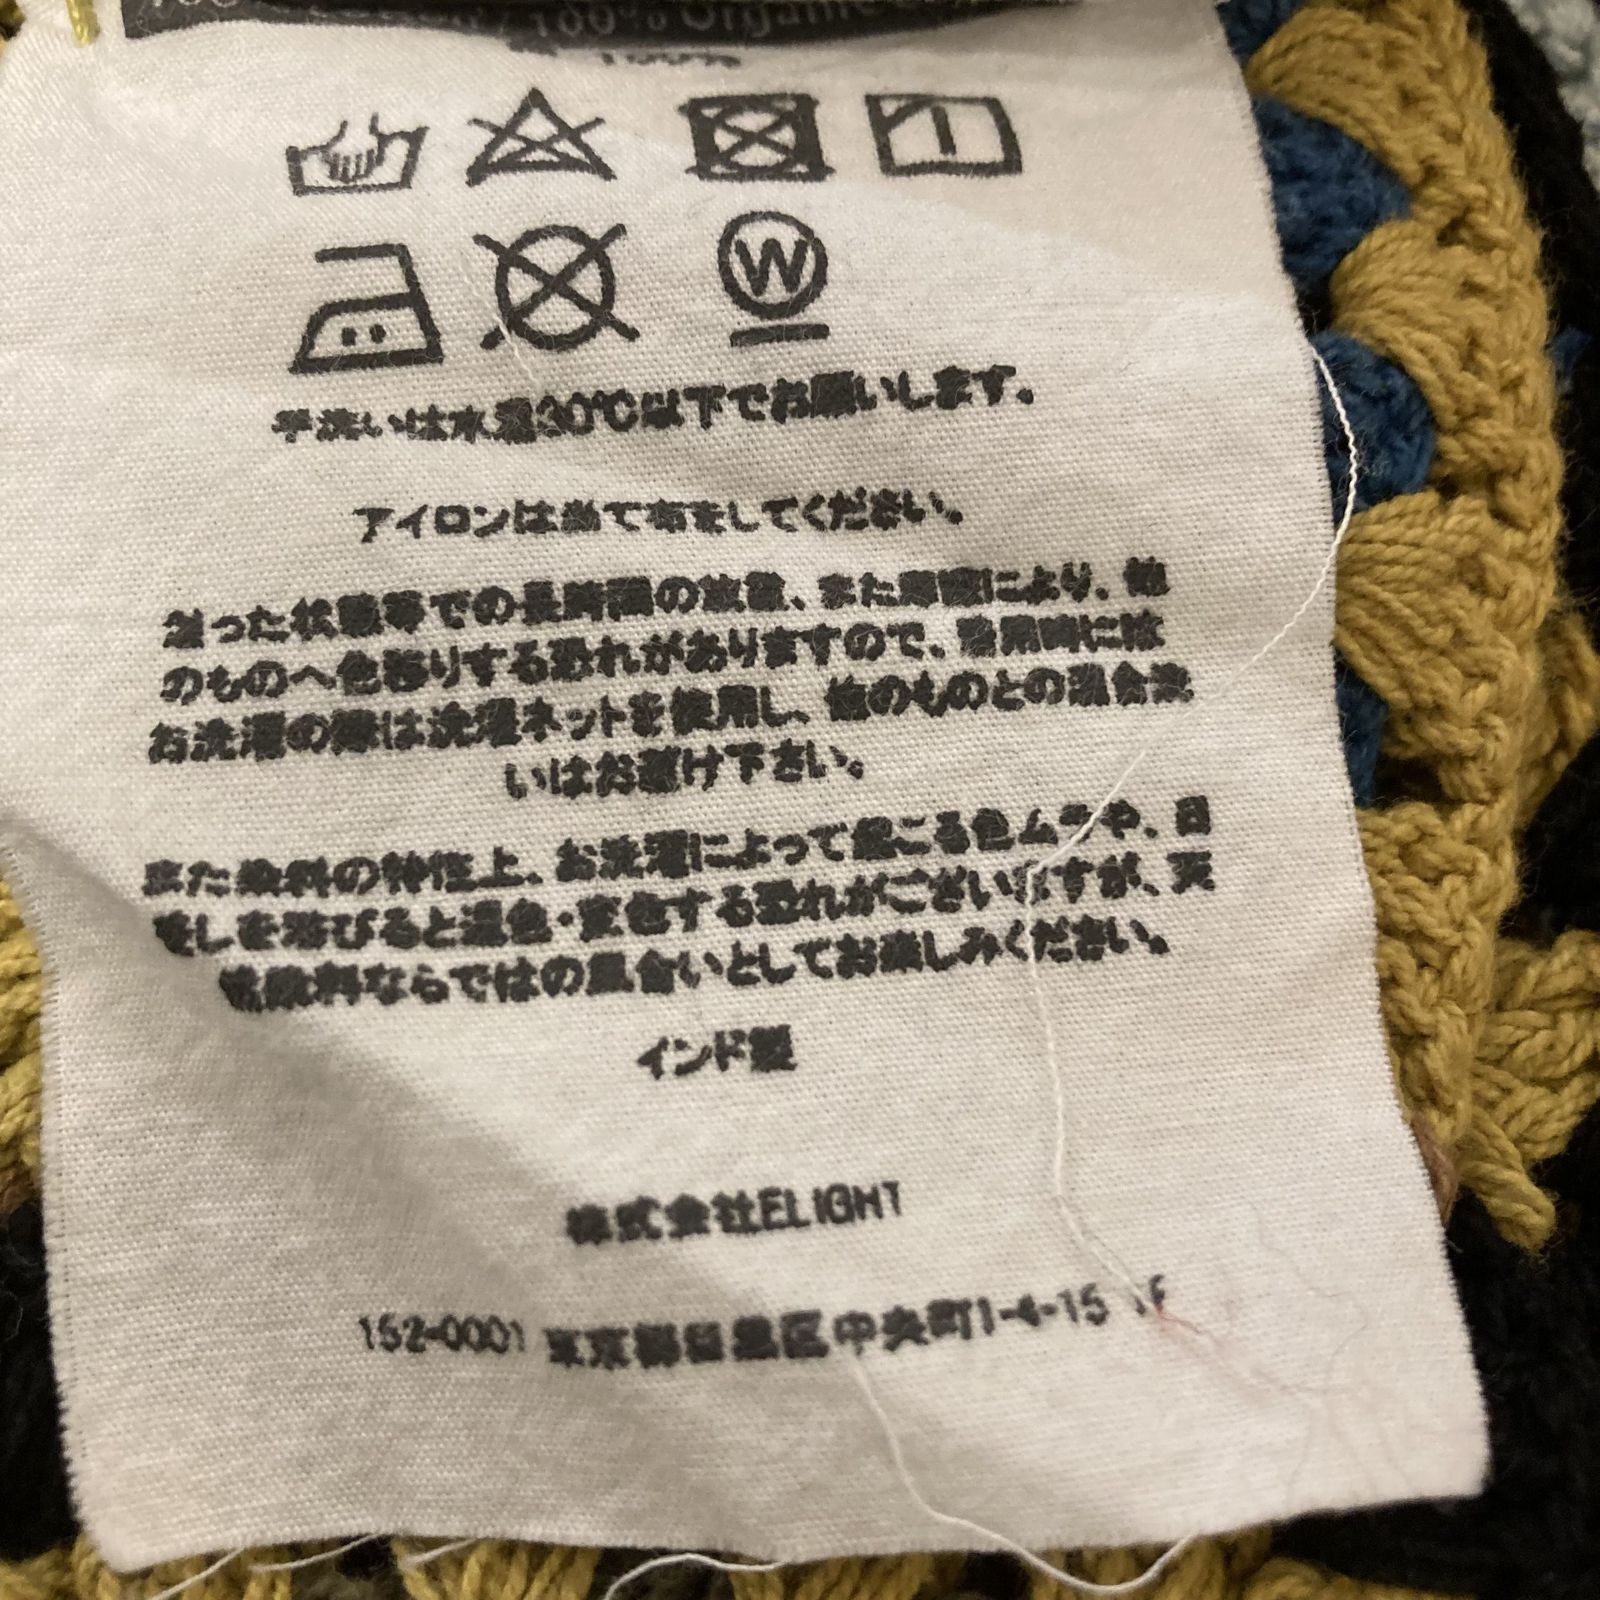 100% Organic
100%
W
手洗いは水温30℃以下でお願いします。
アイロンは当て布をしてください。
湿った状態等での長時間の放置、また摩擦により、他
のものへ色移りする恐れがありますので、着用時には
お洗濯の際は洗濯ネットを使用し、他のものとの混合洗
いはお避け下さい。
また染料の特性上、お洗濯によって起こる色ムラや、日
差しを浴びると退色・変色する恐れがございますが、天
然染料ならではの風合いとしてお楽しみください。
インド製
株式会社ELIGHT
152-0001 東京都目黒区中央町1-4-15 1F